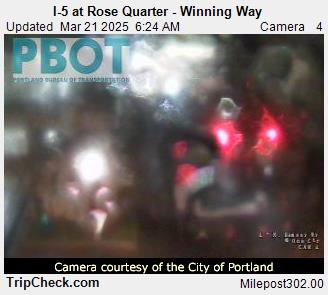 I-5 at Rose Quarter - Winning Way
Updated Mar 21 2025 6:24 AM Camera 4
PBOT
PORTLAND BUREAU OF TRANSPORTATION
Camera courtesy of the City of Portland
TripCheck.com Milepost302.00